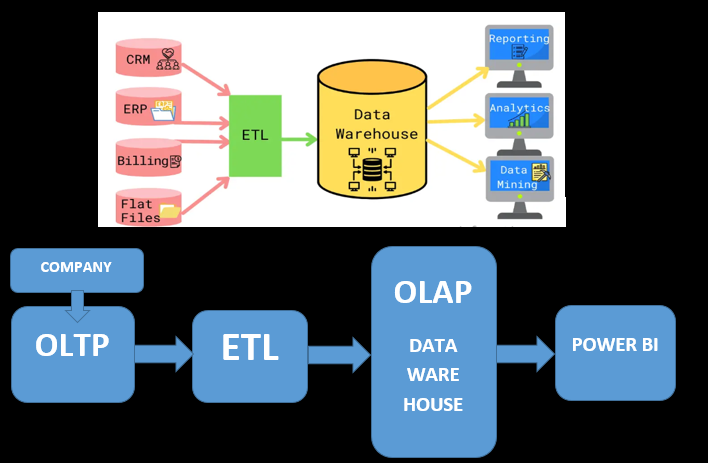 CRM
ERP
Billing
Flat
Files
ETL
Data
Warehouse
Reporting
Analytics
Data
Mining
COMPANY
OLTP
ETL
OLAP
DATA
WARE
HOUSE
POWER BI